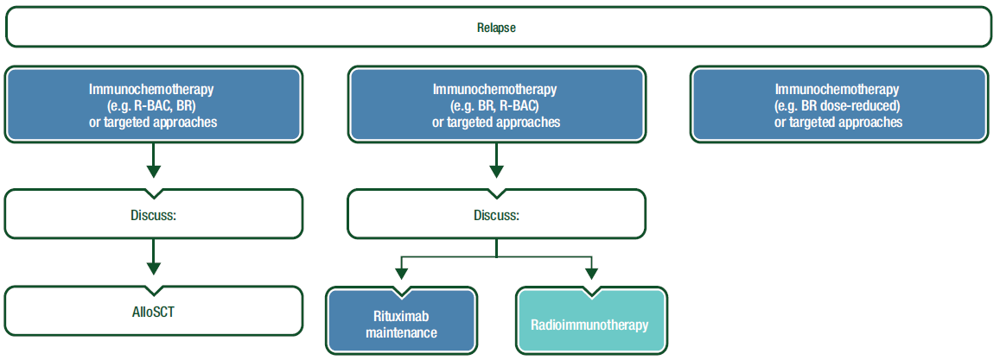 Relapse
Immunochemotherapy
(e.g. R-BAC, BR)
or targeted approaches
Immunochemotherapy
(e.g. BR, R-BAC)
or targeted approaches
Immunochemotherapy
(e.g. BR dose-reduced)
or targeted approaches
Discuss:
Discuss:
AlloSCT
Rituximab
maintenance
Radioimmunotherapy